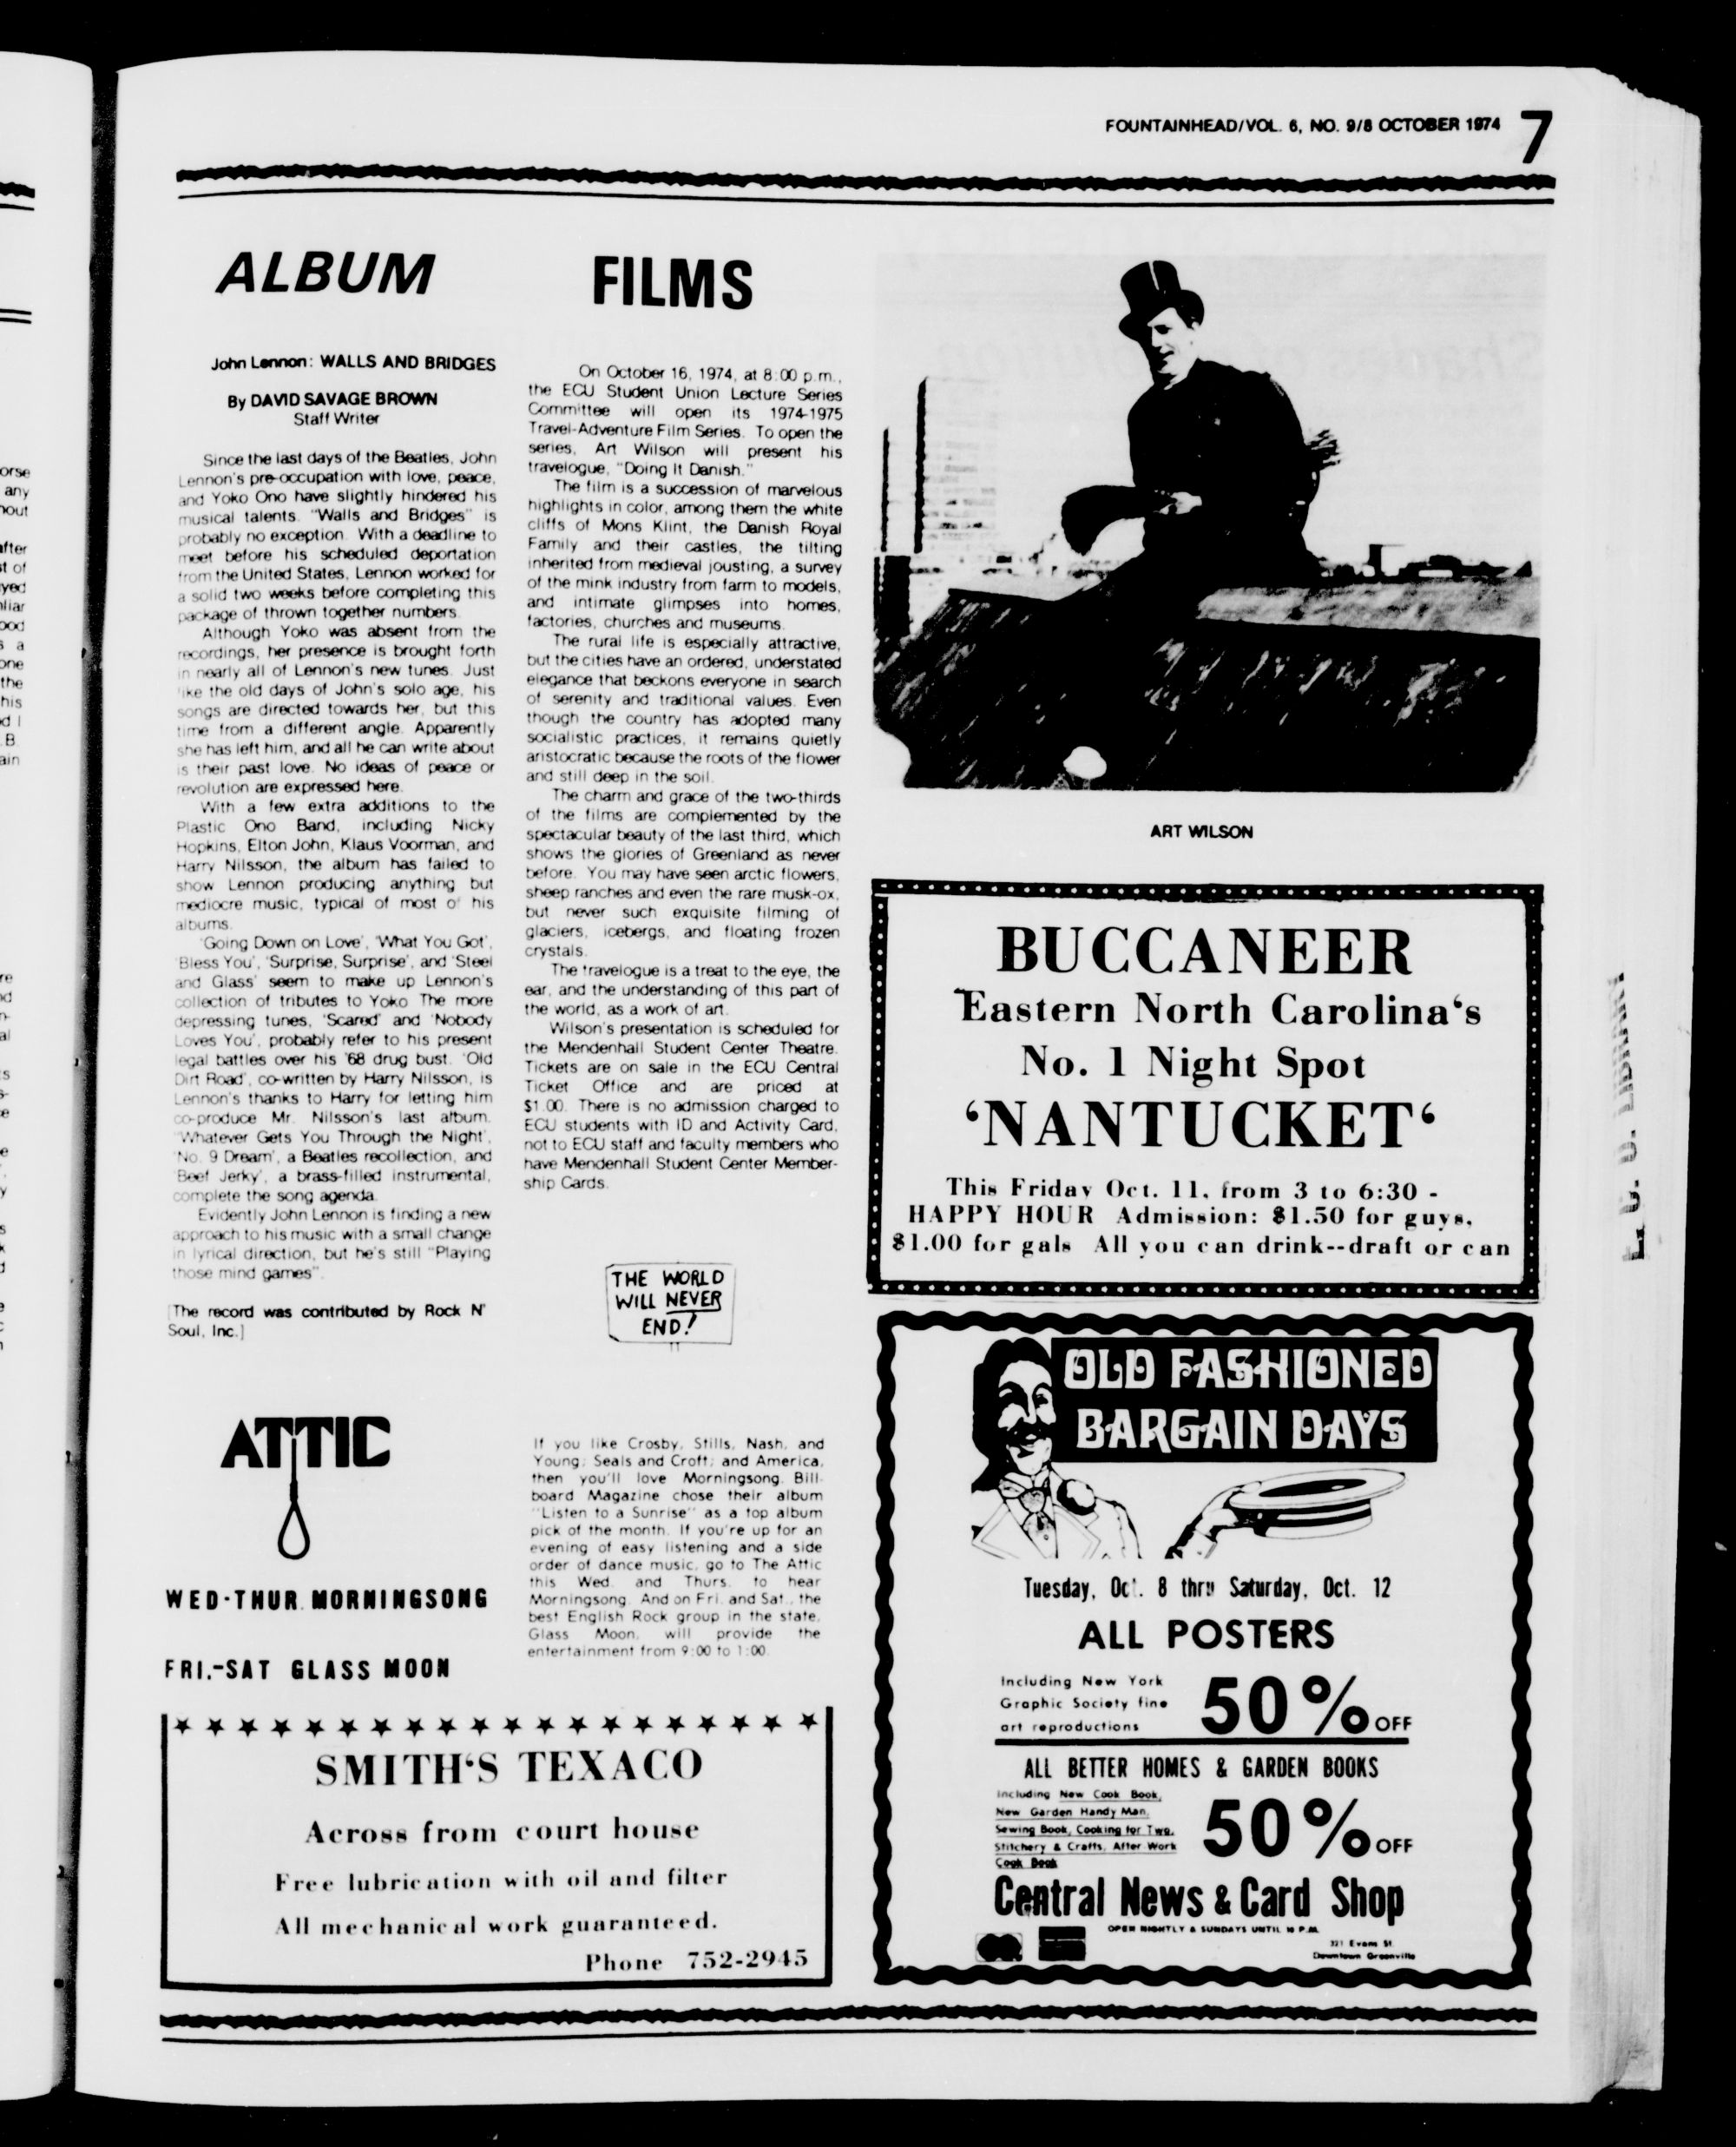 FOUNTAINHEAD/VOL. 6, NO. 9/8 OCTOBER 1974 7
ALBUM
John Lennon: WALLS AND BRIDGES
By DAVID SAVAGE BROWN
Staff Writer
Since the last days of the Beatles, John
Lennon's pre-occupation with love, peace,
and Yoko Ono have slightly hindered his
musical talents. "Walls and Bridges" is
probably no exception. With a deadline to
meet before his scheduled deportation
from the United States, Lennon worked for
a solid two weeks before completing this
package of thrown together numbers.
Although Yoko was absent from the
recordings, her presence is brought forth
in nearly all of Lennon's new tunes. Just
like the old days of John's solo age, his
songs are directed towards her, but this
time from a different angle. Apparently
she has left him, and all he can write about
is their past love. No ideas of peace or
revolution are expressed here.
With a few extra additions to the
Plastic Ono Band, including Nicky
Hopkins, Elton John, Klaus Voorman, and
Harry Nilsson, the album has failed to
show Lennon producing anything but
mediocre music, typical of most of his
albums.
'Going Down on Love', 'What You Got',
'Bless You', 'Surprise, Surprise', and 'Steel
and Glass' seem to make up Lennon's
collection of tributes to Yoko. The more
depressing tunes, 'Scared' and 'Nobody
Loves You', probably refer to his present
legal battles over his '68 drug bust. 'Old
Dirt Road', co-written by Harry Nilsson, is
Lennon's thanks to Harry for letting him
co-produce Mr. Nilsson's last album.
'Whatever Gets You Through the Night',
'No. 9 Dream', a Beatles recollection, and
'Beef Jerky', a brass-filled instrumental,
complete the song agenda.
Evidently John Lennon is finding a new
approach to his music with a small change
in lyrical direction, but he's still "Playing
those mind games".
[The record was contributed by Rock N'
Soul, Inc.]
FILMS
On October 16, 1974, at 8:00 p.m.,
the ECU Student Union Lecture Series
Committee will open its 1974-1975
Travel-Adventure Film Series. To open the
series, Art Wilson will present his
travelogue, "Doing It Danish."
The film is a succession of marvelous
highlights in color, among them the white
cliffs of Mons Klint, the Danish Royal
Family and their castles, the tilting
inherited from medieval jousting, a survey
of the mink industry from farm to models,
and intimate glimpses into homes,
factories, churches and museums.
The rural life is especially attractive,
but the cities have an ordered, understated
elegance that beckons everyone in search
of serenity and traditional values. Even
though the country has adopted many
socialistic practices, it remains quietly
aristocratic because the roots of the flower
and still deep in the soil.
The charm and grace of the two-thirds
of the films are complemented by the
spectacular beauty of the last third, which
shows the glories of Greenland as never
before. You may have seen arctic flowers,
sheep ranches and even the rare musk-ox,
but never such exquisite filming of
glaciers, icebergs, and floating frozen
crystals.
The travelogue is a treat to the eye, the
ear, and the understanding of this part of
the world, as a work of art.
Wilson's presentation is scheduled for
the Mendenhall Student Center Theatre.
Tickets are on sale in the ECU Central
Ticket Office and are priced at
$1.00. There is no admission charged to
ECU students with ID and Activity Card,
not to ECU staff and faculty members who
have Mendenhall Student Center Member-
ship Cards.
THE WORLD
WILL NEVER
END!
ART WILSON
BUCCANEER
Eastern North Carolina's
No. 1 Night Spot
'NANTUCKET'
This Friday Oct. 11, from 3 to 6:30 -
HAPPY HOUR Admission: $1.50 for guys,
$1.00 for gals All you can drink--draft or can
ATTIC
WED-THUR. MORNINGSONG
FRI.-SAT GLASS MOON
If you like Crosby, Stills, Nash, and
Young; Seals and Croft; and America,
then you'll love Morningsong. Bill-
board Magazine chose their album
"Listen to a Sunrise" as a top album
pick of the month. If you're up for an
evening of easy listening and a side
order of dance music, go to The Attic
this Wed. and Thurs. to hear
Morningsong. And on Fri. and Sat., the
best English Rock group in the state,
Glass Moon, will provide the
entertainment from 9:00 to 1:00.
SMITH'S TEXACO
Across from court house
Free lubrication with oil and filter
All mechanical work guaranteed.
Phone 752-2945
OLD FASHIONED
BARGAIN DAYS
Tuesday, Oct. 8 thru Saturday, Oct. 12
ALL POSTERS
Including New York
Graphic Society fine
art reproductions
50% OFF
ALL BETTER HOMES & GARDEN BOOKS
Including New Cook Book,
New Garden Handy Man,
Sewing Book, Cooking for Two,
Stitchery & Crafts, After Work
Cook Book
50% OFF
Central News & Card Shop
OPEN NIGHTLY & SUNDAYS UNTIL 10 P.M.
321 Evans St.
Downtown Greenville